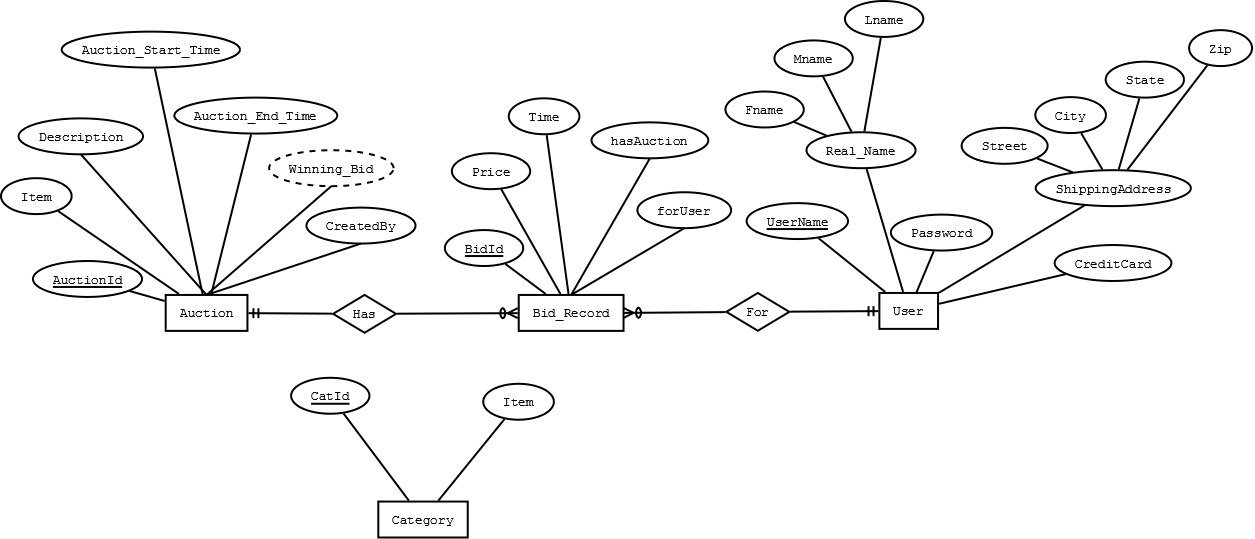 Lname
Auction_Start_Time
Zip
Mname
State
Fname
Auction_End_Time
Time
City
Description
hasAuction
Street
Real_Name
Winning_Bid
Price
ShippingAddress
Item
forUser
UserName
CreatedBy
Password
BidId
CreditCard
AuctionId
Auction
Has
Bid_Record
For
User
CatId
Item
Category